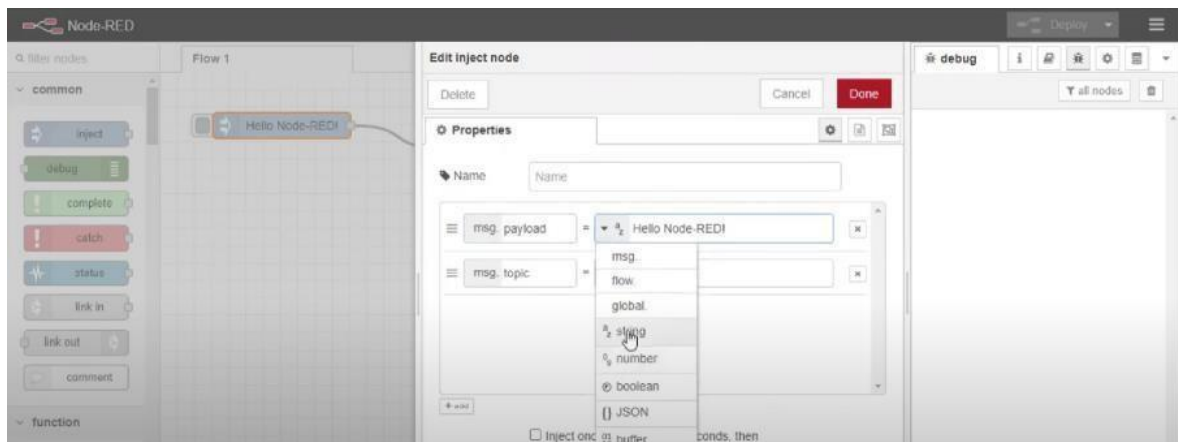 Node-RED
Deploy
filter nodes
Flow 1
Edit inject node
debug
common
Delete
Cancel
Done
all nodes
inject
Properties
debug
Name
Name
complete
catch
msg. payload
=
Hello Node-RED!
Hello Node-RED!
status
msg. topic
=
msg.
flow.
link in
global.
link out
string
number
comment
boolean
add
{} JSON
function
Inject once
buffer
conds, then